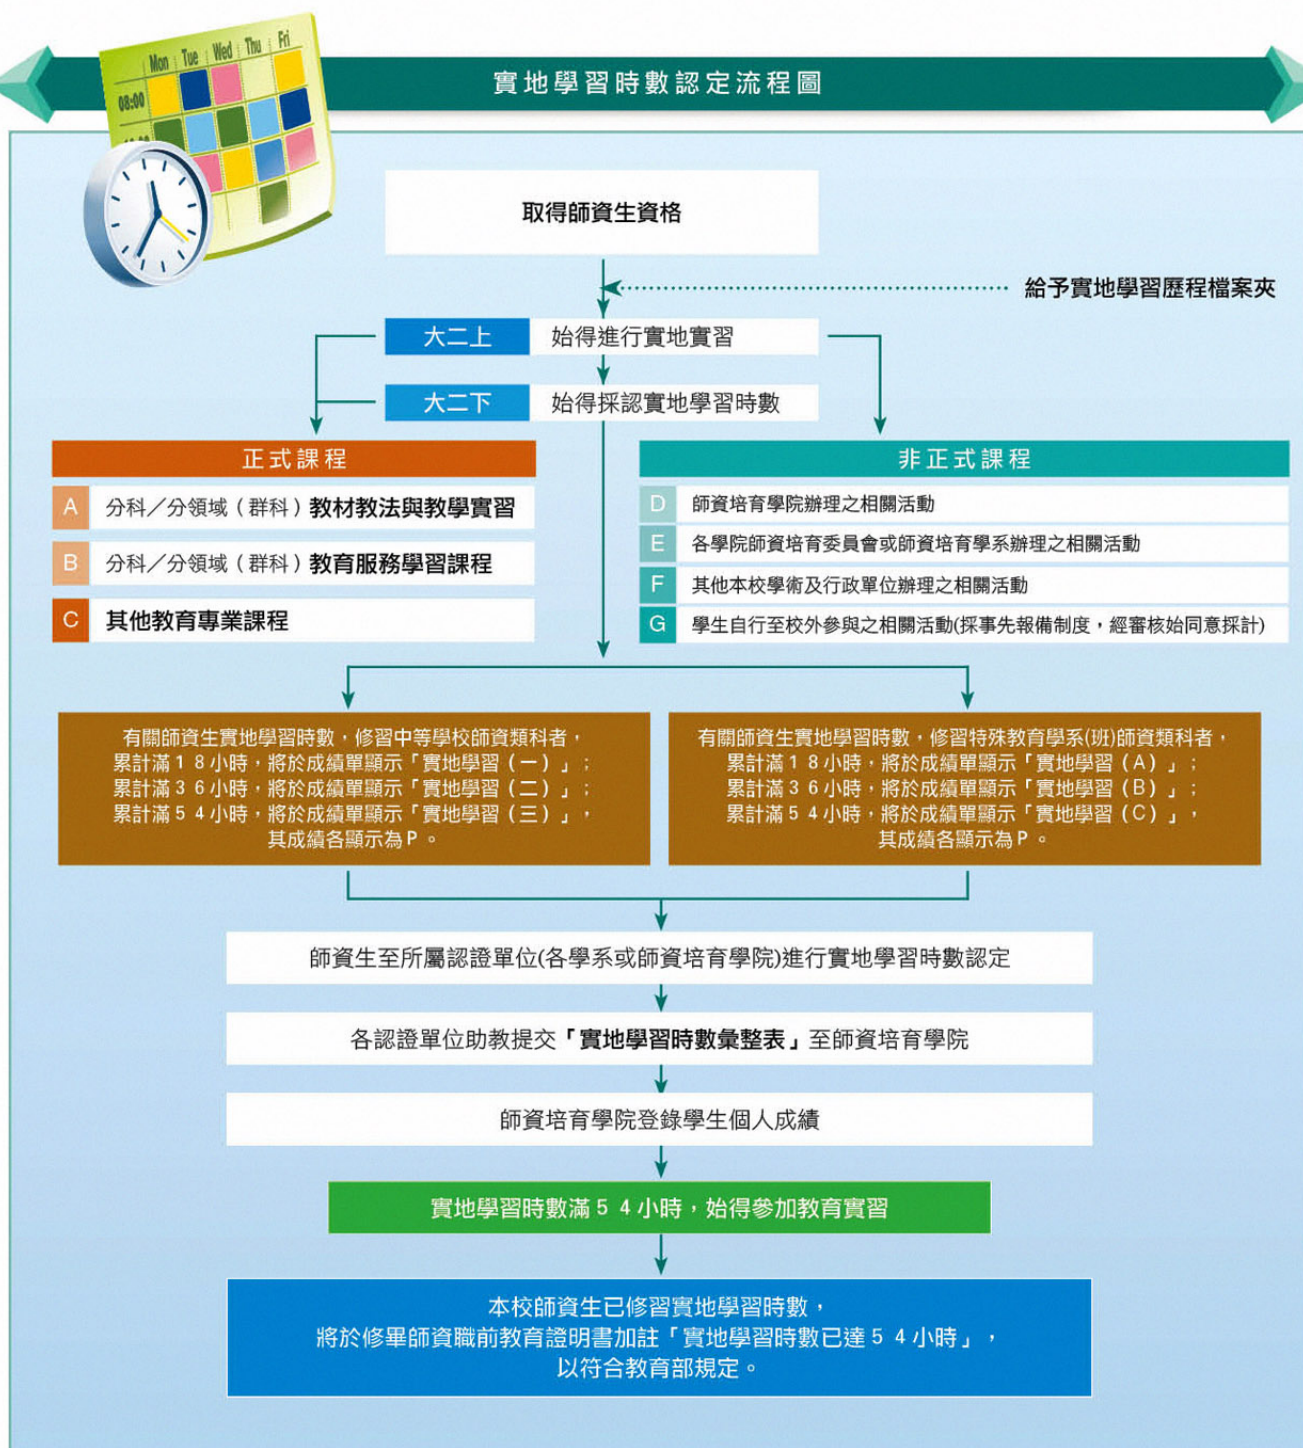 實地學習時數認定流程圖
Mon Tue Wed Thu Fri
08:00
取得師資生資格
給予實地學習歷程檔案夾
大二上 始得進行實地實習
大二下 始得採認實地學習時數
正式課程
A 分科／分領域（群科）教材教法與教學實習
B 分科／分領域（群科）教育服務學習課程
C 其他教育專業課程
非正式課程
D 師資培育學院辦理之相關活動
E 各學院師資培育委員會或師資培育學系辦理之相關活動
F 其他本校學術及行政單位辦理之相關活動
G 學生自行至校外參與之相關活動(採事先報備制度，經審核始同意採計)
有關師資生實地學習時數，修習中等學校師資類科者，
累計滿18小時，將於成績單顯示「實地學習（一）」；
累計滿36小時，將於成績單顯示「實地學習（二）」；
累計滿54小時，將於成績單顯示「實地學習（三）」，
其成績各顯示為P。
有關師資生實地學習時數，修習特殊教育學系(班)師資類科者，
累計滿18小時，將於成績單顯示「實地學習（A）」；
累計滿36小時，將於成績單顯示「實地學習（B）」；
累計滿54小時，將於成績單顯示「實地學習（C）」，
其成績各顯示為P。
師資生至所屬認證單位(各學系或師資培育學院)進行實地學習時數認定
各認證單位助教提交「實地學習時數彙整表」至師資培育學院
師資培育學院登錄學生個人成績
實地學習時數滿54小時，始得參加教育實習
本校師資生已修習實地學習時數，
將於修畢師資職前教育證明書加註「實地學習時數已達54小時」，
以符合教育部規定。